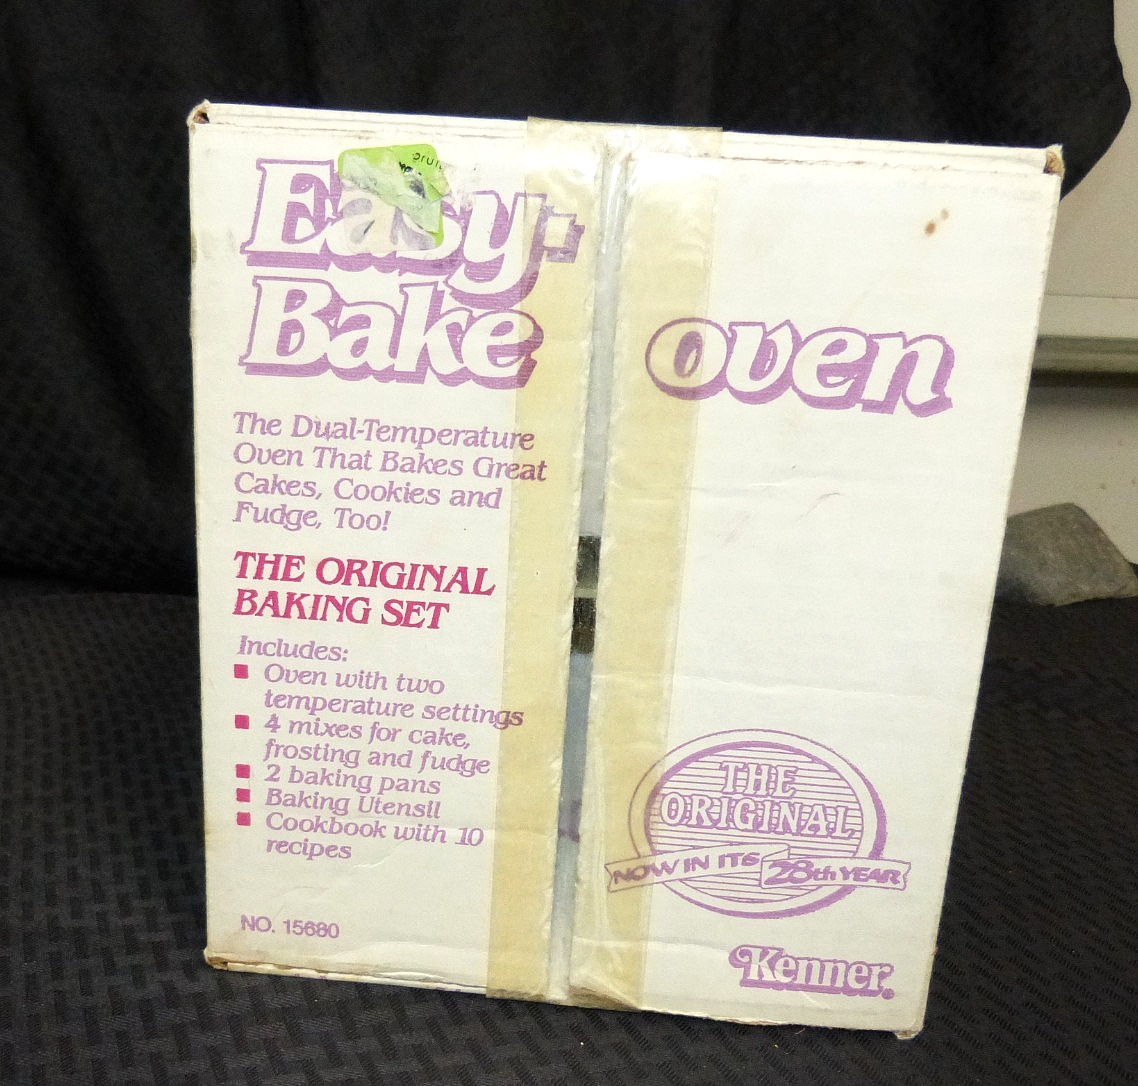 Easy-
Bake
oven
The Dual-Temperature
Oven That Bakes Great
Cakes, Cookies and
Fudge, Too!
THE ORIGINAL
BAKING SET
Includes:
Oven with two
temperature settings
4 mixes for cake,
frosting and fudge
2 baking pans
Baking Utensil
Cookbook with 10
recipes
NO. 15680
THE
ORIGINAL
NOW IN ITS 28th YEAR
Kenner